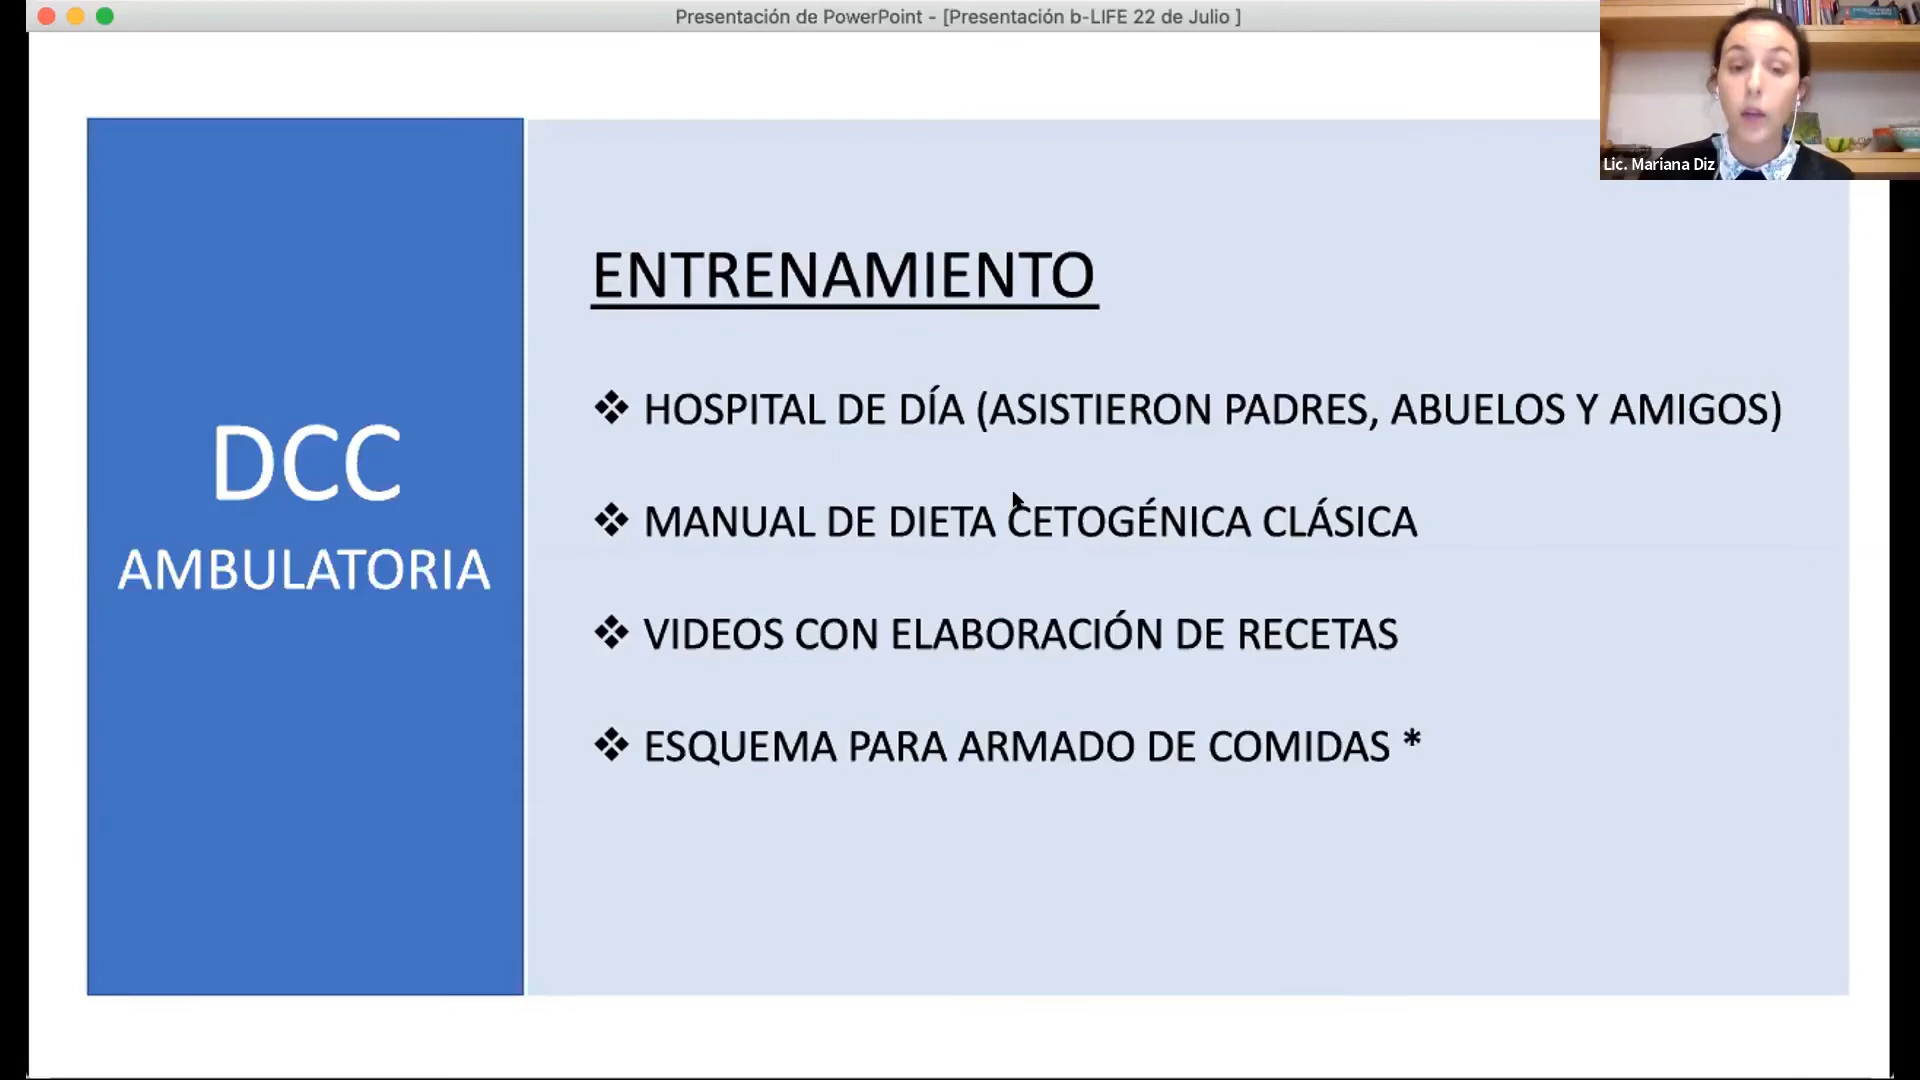 Presentación de PowerPoint - [Presentación b-LIFE 22 de Julio ]
Lic. Mariana Diz
DCC
AMBULATORIA
ENTRENAMIENTO
❖ HOSPITAL DE DÍA (ASISTIERON PADRES, ABUELOS Y AMIGOS)
❖ MANUAL DE DIETA CETOGÉNICA CLÁSICA
❖ VIDEOS CON ELABORACIÓN DE RECETAS
❖ ESQUEMA PARA ARMADO DE COMIDAS *